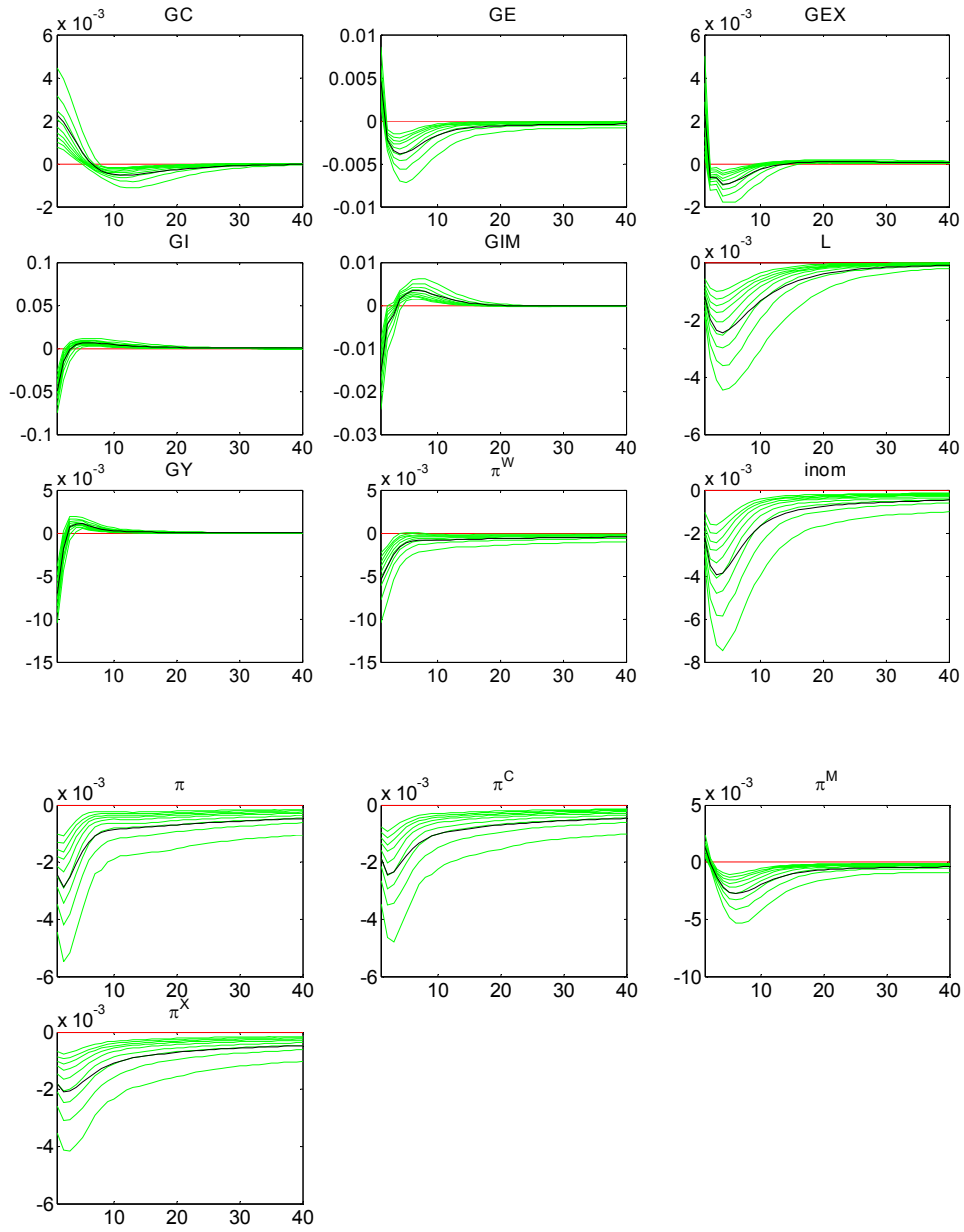 GC
x 10⁻³
6
4
2
0
-2
10 20 30 40
GE
0.01
0.005
0
-0.005
-0.01
10 20 30 40
GEX
x 10⁻³
6
4
2
0
-2
10 20 30 40
GI
0.1
0.05
0
-0.05
-0.1
10 20 30 40
GIM
0.01
0
-0.01
-0.02
-0.03
10 20 30 40
L
x 10⁻³
0
-2
-4
-6
10 20 30 40
GY
x 10⁻³
5
0
-5
-10
-15
10 20 30 40
π^W
x 10⁻³
5
0
-5
-10
-15
10 20 30 40
inom
x 10⁻³
0
-2
-4
-6
-8
10 20 30 40
π
x 10⁻³
0
-2
-4
-6
10 20 30 40
π^C
x 10⁻³
0
-2
-4
-6
10 20 30 40
π^M
x 10⁻³
5
0
-5
-10
10 20 30 40
π^X
x 10⁻³
0
-2
-4
-6
10 20 30 40